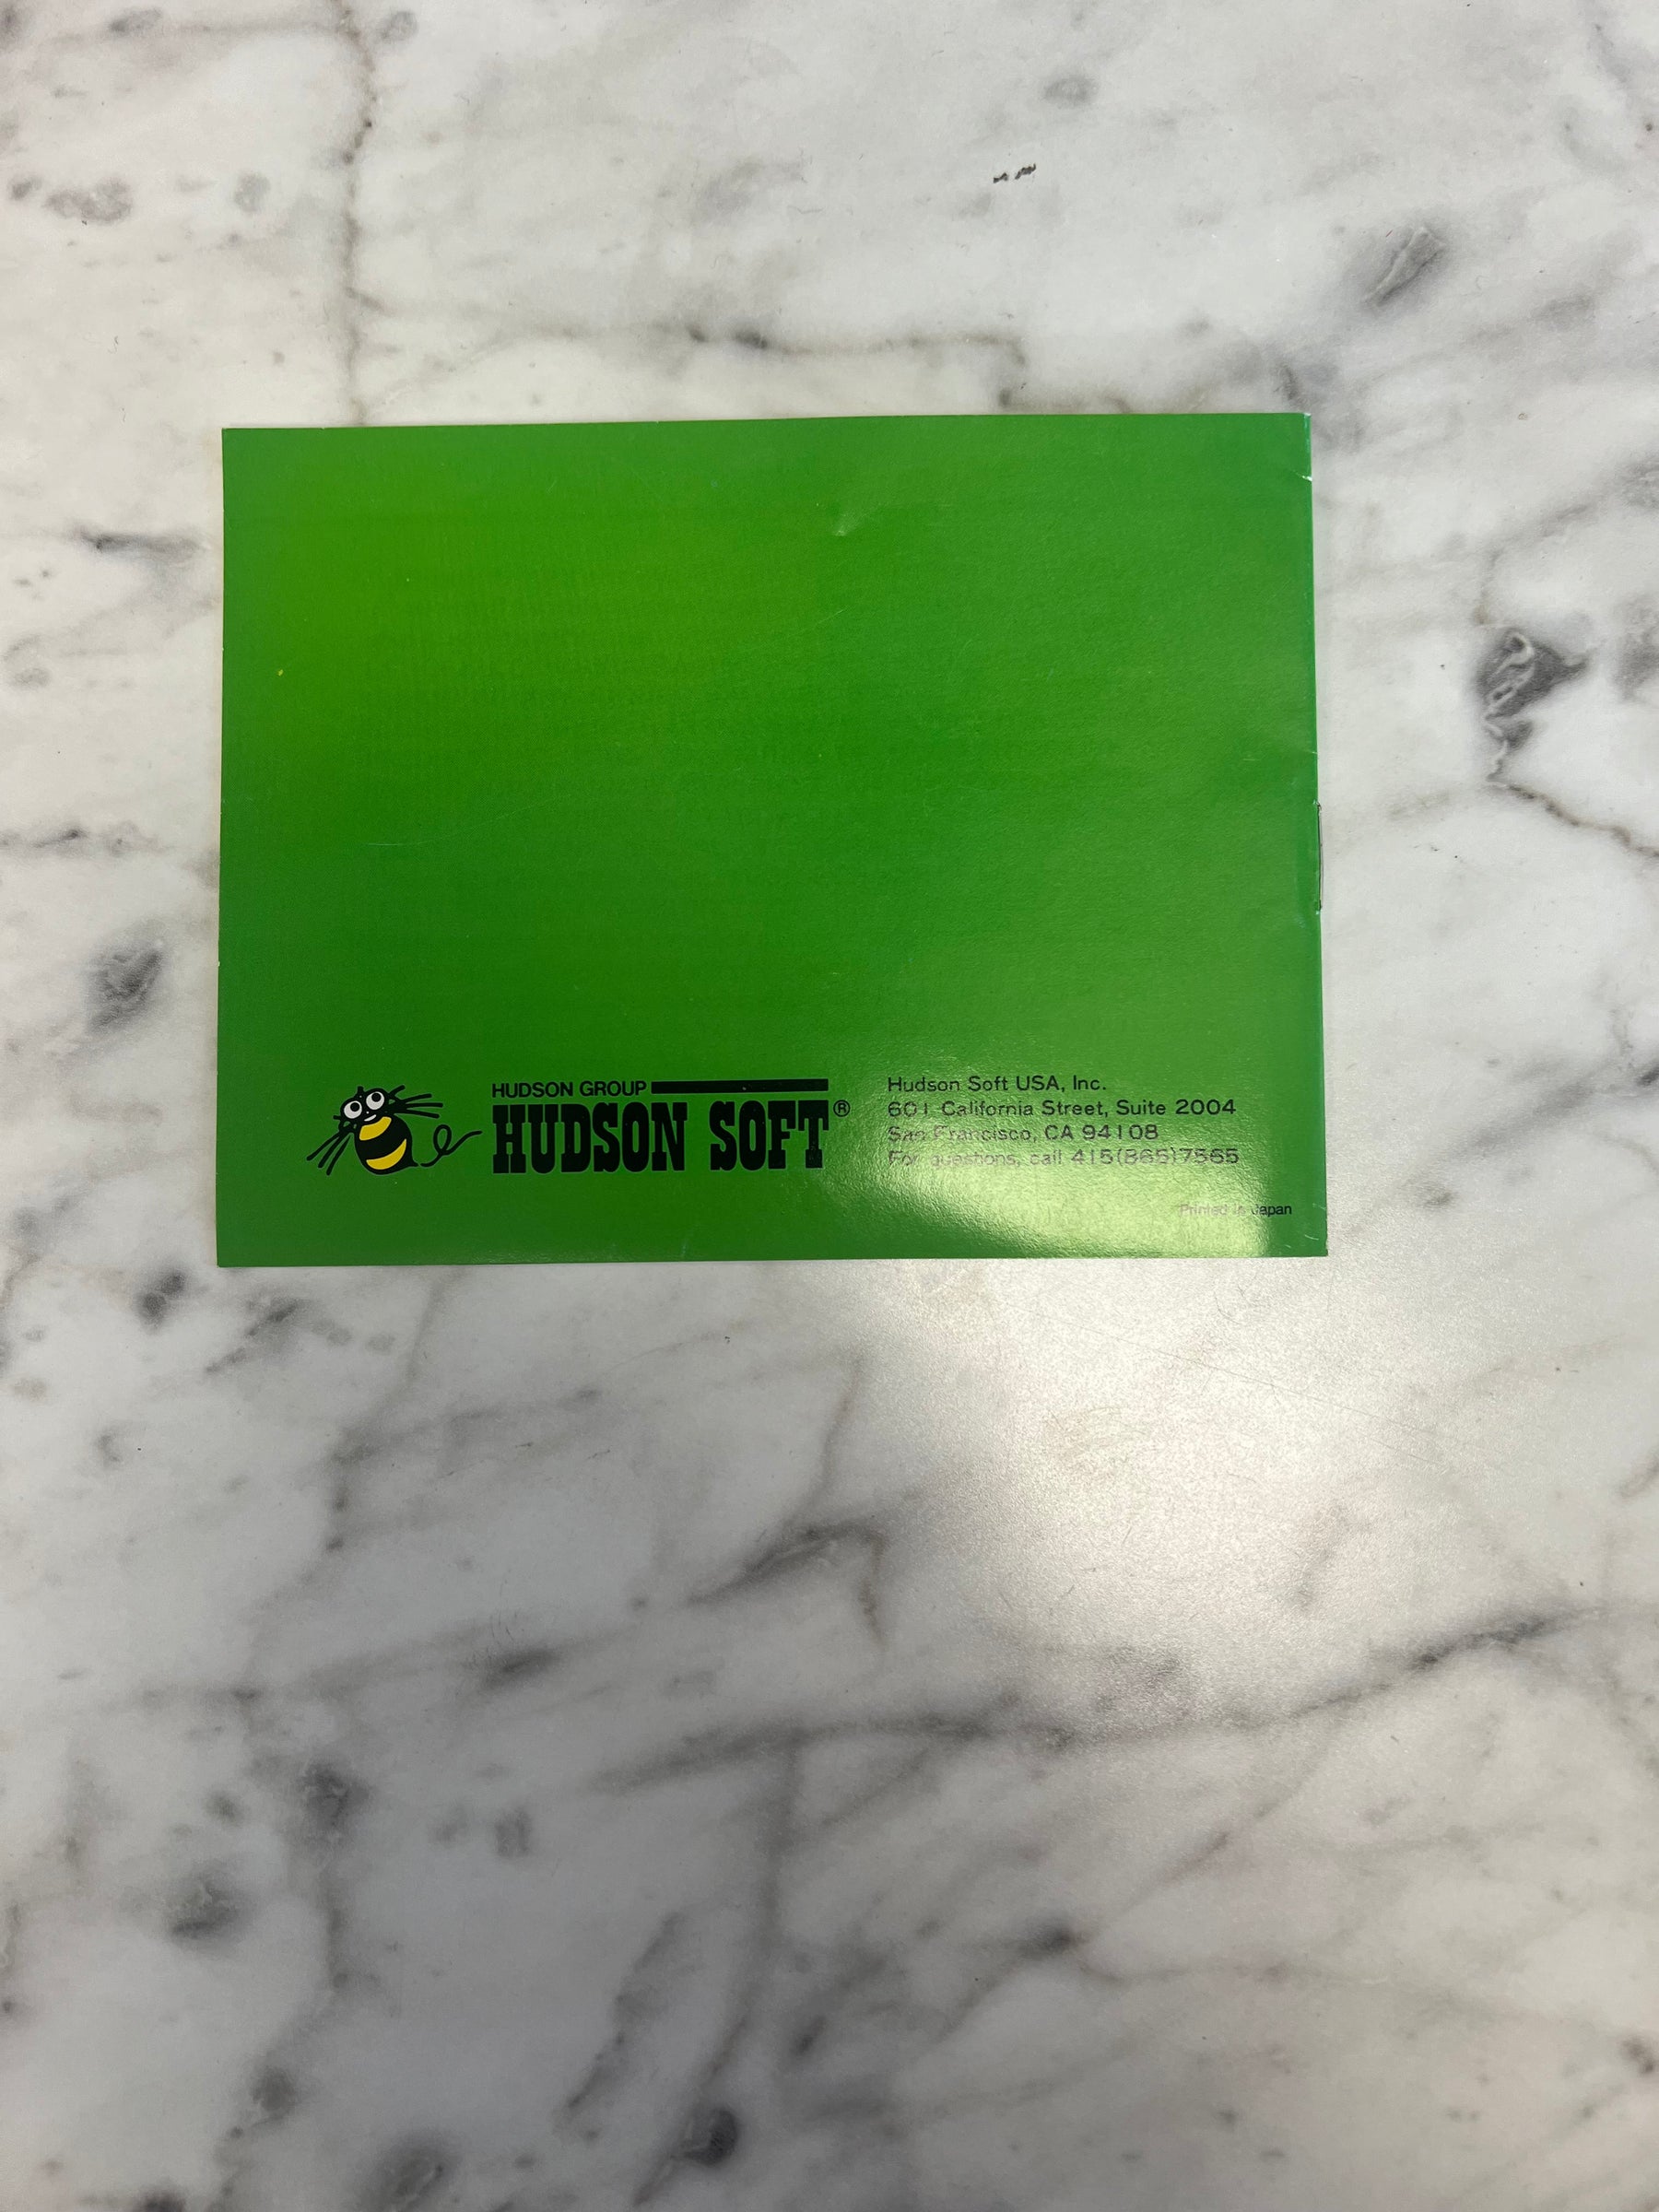 HUDSON GROUP
HUDSON SOFT®
Hudson Soft USA, Inc.
601 California Street, Suite 2004
San Francisco, CA 94108
For questions, call 415(865)7565
Printed in Japan